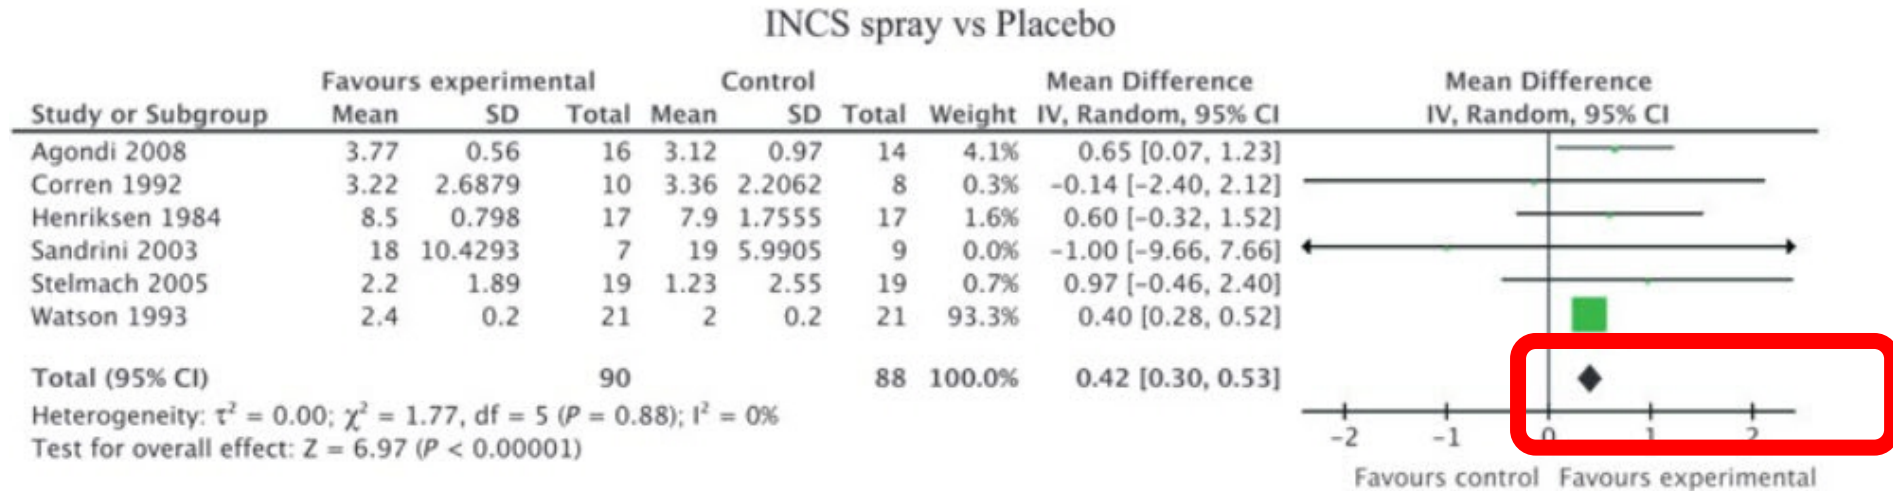 INCS spray vs Placebo
Favours experimental Control Mean Difference Mean Difference
Study or Subgroup Mean SD Total Mean SD Total Weight IV, Random, 95% CI IV, Random, 95% CI
Agondi 2008 3.77 0.56 16 3.12 0.97 14 4.1% 0.65 [0.07, 1.23]
Corren 1992 3.22 2.6879 10 3.36 2.2062 8 0.3% −0.14 [−2.40, 2.12]
Henriksen 1984 8.5 0.798 17 7.9 1.7555 17 1.6% 0.60 [−0.32, 1.52]
Sandrini 2003 18 10.4293 7 19 5.9905 9 0.0% −1.00 [−9.66, 7.66]
Stelmach 2005 2.2 1.89 19 1.23 2.55 19 0.7% 0.97 [−0.46, 2.40]
Watson 1993 2.4 0.2 21 2 0.2 21 93.3% 0.40 [0.28, 0.52]
Total (95% CI) 90 88 100.0% 0.42 [0.30, 0.53]
Heterogeneity: τ² = 0.00; χ² = 1.77, df = 5 (P = 0.88); I² = 0%
Test for overall effect: Z = 6.97 (P < 0.00001)
−2 −1 0 1 2
Favours control Favours experimental